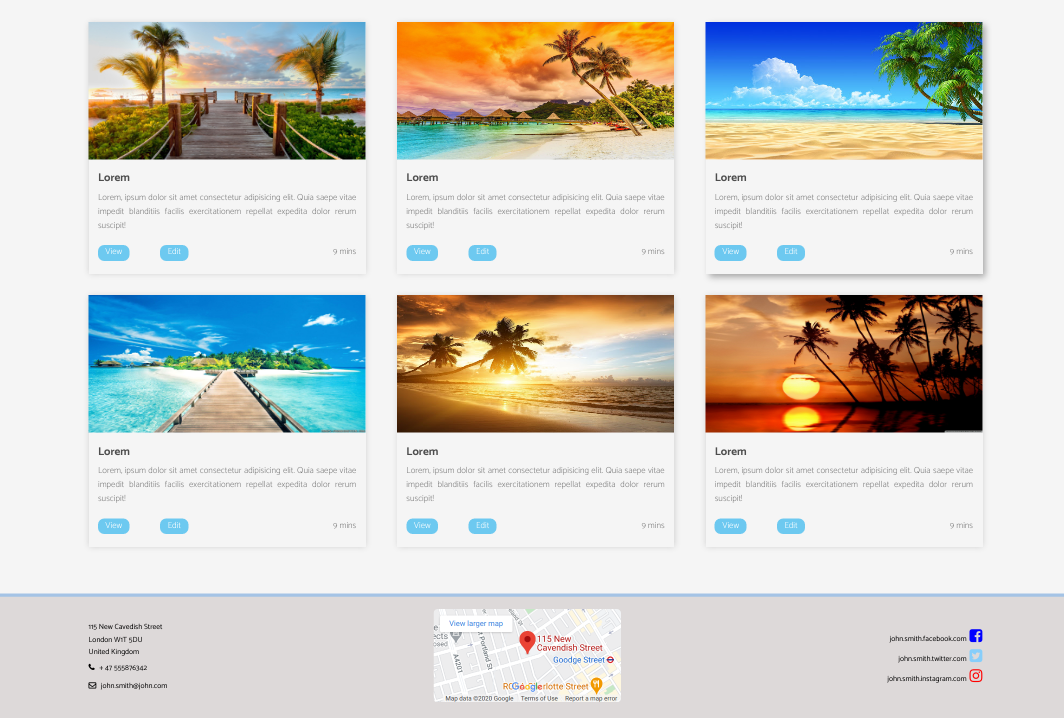 Lorem
Lorem, ipsum dolor sit amet consectetur adipisicing elit. Quia saepe vitae
impedit blanditiis facilis exercitationem repellat expedita dolor rerum
suscipit!
View Edit 9 mins
Lorem
Lorem, ipsum dolor sit amet consectetur adipisicing elit. Quia saepe vitae
impedit blanditiis facilis exercitationem repellat expedita dolor rerum
suscipit!
View Edit 9 mins
Lorem
Lorem, ipsum dolor sit amet consectetur adipisicing elit. Quia saepe vitae
impedit blanditiis facilis exercitationem repellat expedita dolor rerum
suscipit!
View Edit 9 mins
Lorem
Lorem, ipsum dolor sit amet consectetur adipisicing elit. Quia saepe vitae
impedit blanditiis facilis exercitationem repellat expedita dolor rerum
suscipit!
View Edit 9 mins
Lorem
Lorem, ipsum dolor sit amet consectetur adipisicing elit. Quia saepe vitae
impedit blanditiis facilis exercitationem repellat expedita dolor rerum
suscipit!
View Edit 9 mins
Lorem
Lorem, ipsum dolor sit amet consectetur adipisicing elit. Quia saepe vitae
impedit blanditiis facilis exercitationem repellat expedita dolor rerum
suscipit!
View Edit 9 mins
115 New Cavedish Street
London W1T 5DU
United Kingdom
+ 47 555876342
john.smith@john.com
View larger map
115 New
Cavendish Street
Goodge Street
A4201
t Portland St
Google
rlotte Street
Map data ©2020 Google Terms of Use Report a map error
john.smith.facebook.com
john.smith.twitter.com
john.smith.instagram.com